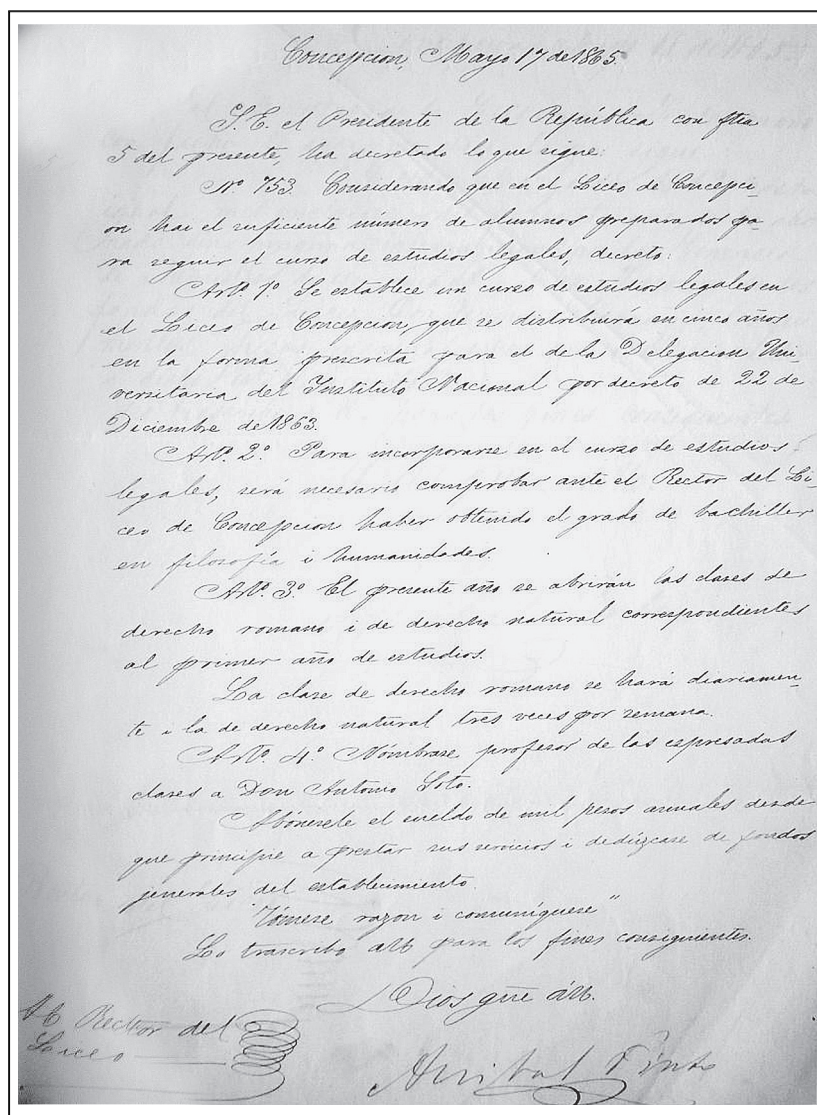 Concepcion, Mayo 17 de 1865.
S. E. el Presidente de la República con fha
5 del presente, ha decretado lo que sigue:
Nº 753. Considerando que en el Liceo de Concepci-
on hai el suficiente número de alumnos preparados pa-
ra seguir el curso de estudios legales, decreto:
Artº. 1º. Se establece un curso de estudios legales en
el Liceo de Concepcion, que se distribuirá en cinco años
en la forma prescrita para el de la Delegacion Uni-
versitaria del Instituto Nacional por decreto de 22 de
Diciembre de 1863.
Artº. 2º. Para incorporarse en el curso de estudios
legales, será necesario comprobar ante el Rector del Li-
ceo de Concepcion haber obtenido el grado de bachiller
en filosofía i humanidades.
Artº. 3º. El presente año se abrirán las clases de
derecho romano i de derecho natural correspondientes
al primer año de estudios.
La clase de derecho romano se hará diariamen-
te i la de derecho natural tres veces por semana.
Artº. 4º. Nómbrase profesor de las espresadas
clases a Don Antonio Soto.
Abónesele el sueldo de mil pesos anuales desde
que principie a prestar sus servicios i dedúzcase de fondos
jenerales del establecimiento.
Tómese razon i comuníquese"
Lo trascribo a U para los fines consiguientes.
Dios gue á U.
Al Rector del
Liceo
Anibal Pinto